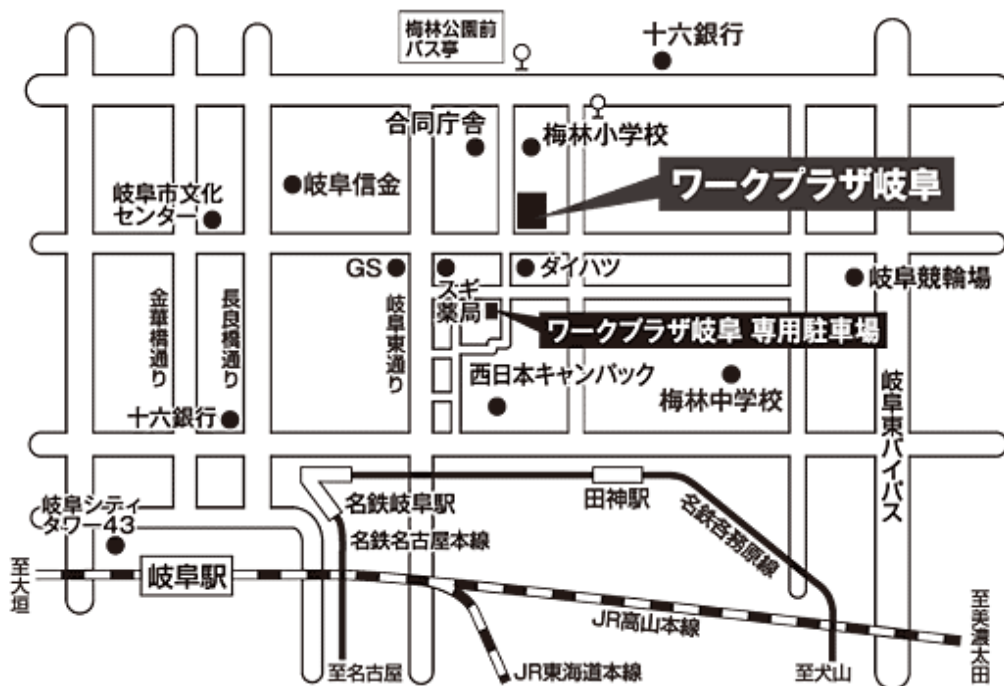 梅林公園前
バス亭
十六銀行
合同庁舎
梅林小学校
岐阜信金
ワークプラザ岐阜
岐阜市文化
センター
GS
スギ
薬局
ダイハツ
岐阜競輪場
金華橋通り
長良橋通り
岐阜東通り
ワークプラザ岐阜 専用駐車場
西日本キャンパック
梅林中学校
十六銀行
岐阜東バイパス
名鉄岐阜駅
田神駅
名鉄各務原線
岐阜シティ
タワー43
名鉄名古屋本線
至大垣
岐阜駅
JR高山本線
至美濃太田
至名古屋
JR東海道本線
至犬山